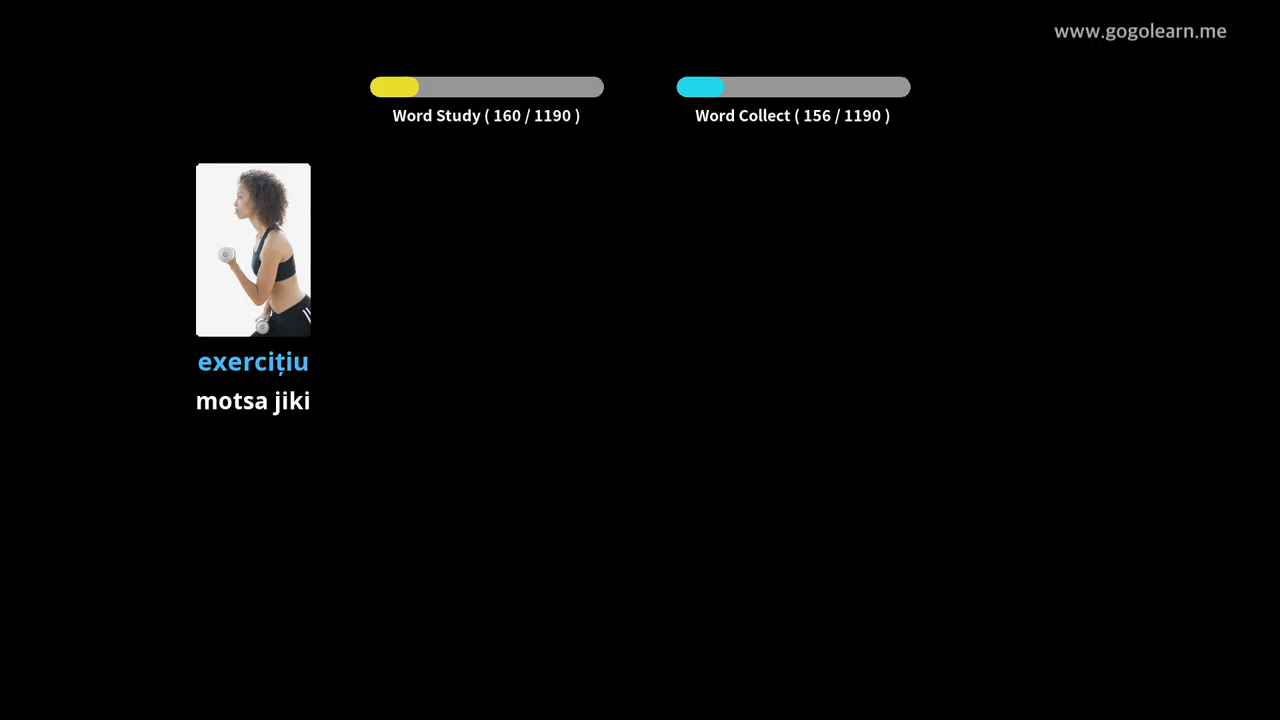 www.gogolearn.me
Word Study ( 160 / 1190 )
Word Collect ( 156 / 1190 )
exercițiu
motsa jiki